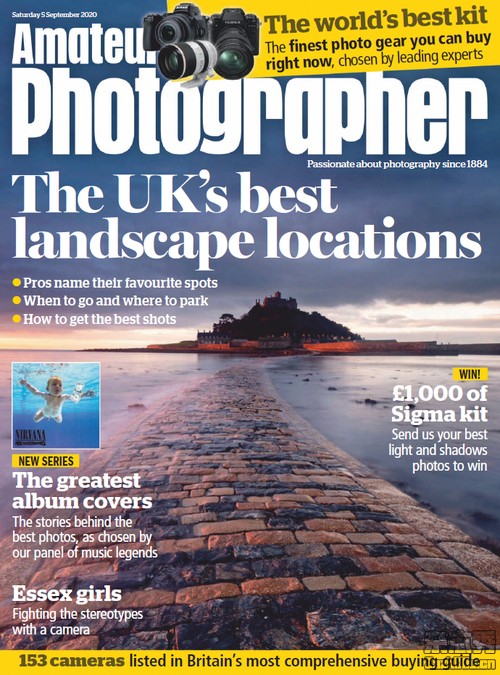 Saturday 5 September 2020
The world's best kit
The finest photo gear you can buy
right now, chosen by leading experts
Amateur
Photographer
Passionate about photography since 1884
The UK's best
landscape locations
Pros name their favourite spots
When to go and where to park
How to get the best shots
NIRVANA
NEW SERIES
The greatest
album covers
The stories behind the
best photos, as chosen by
our panel of music legends
WIN!
£1,000 of
Sigma kit
Send us your best
light and shadows
photos to win
Essex girls
Fighting the stereotypes
with a camera
153 cameras listed in Britain's most comprehensive buying guide